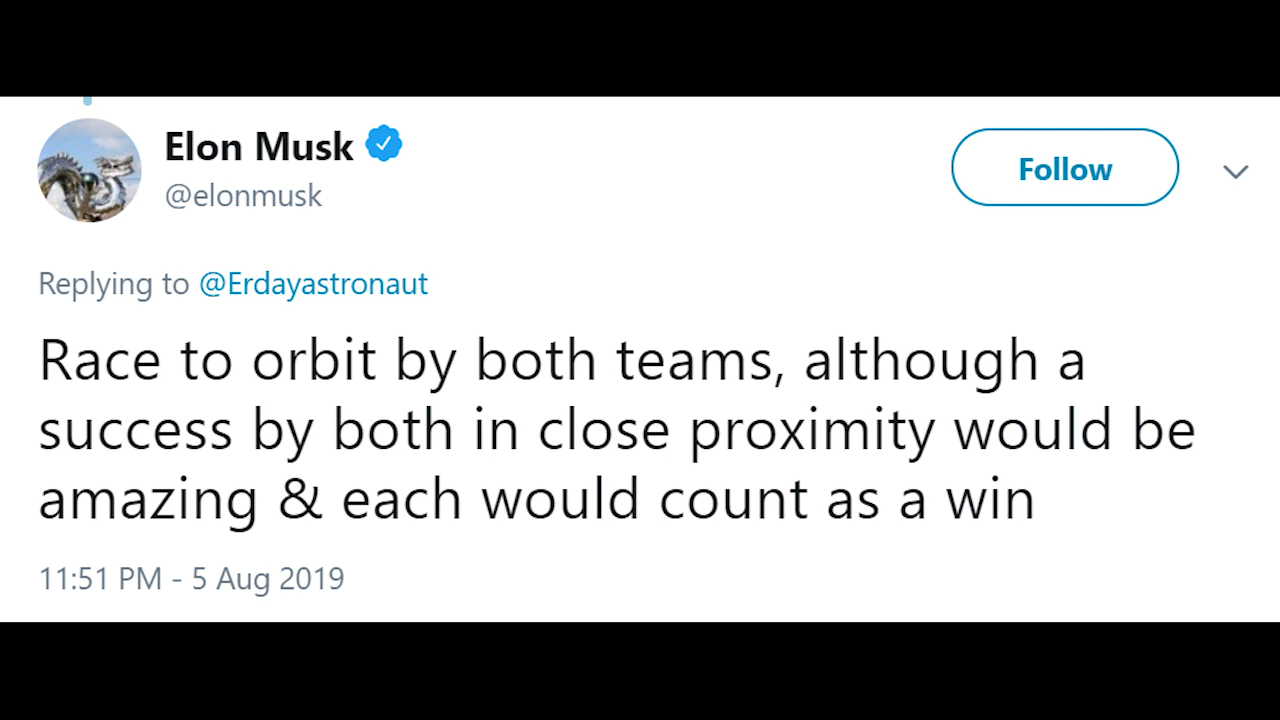 Elon Musk
@elonmusk
Follow
Replying to @Erdayastronaut
Race to orbit by both teams, although a
success by both in close proximity would be
amazing & each would count as a win
11:51 PM - 5 Aug 2019